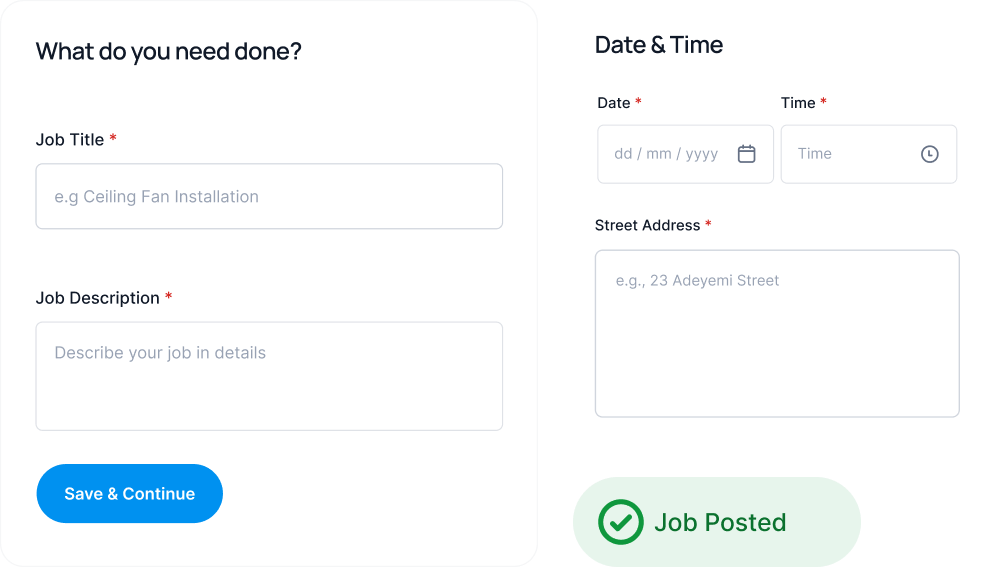 What do you need done?
Job Title *
e.g Ceiling Fan Installation
Job Description *
Describe your job in details
Save & Continue
Date & Time
Date * Time *
dd / mm / yyyy Time
Street Address *
e.g., 23 Adeyemi Street
Job Posted